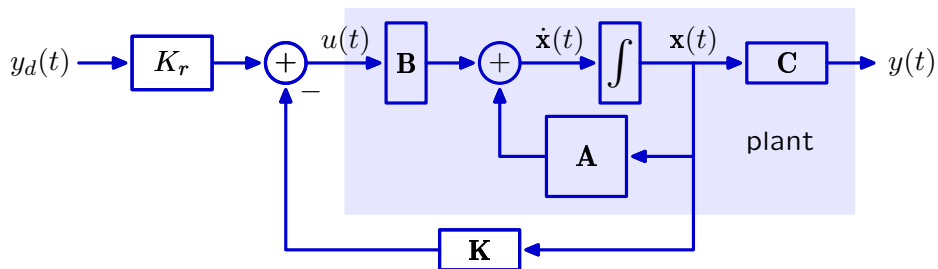 y_d(t) K_r + − u(t) B + ẋ(t) ∫ x(t) C y(t)
A plant
K